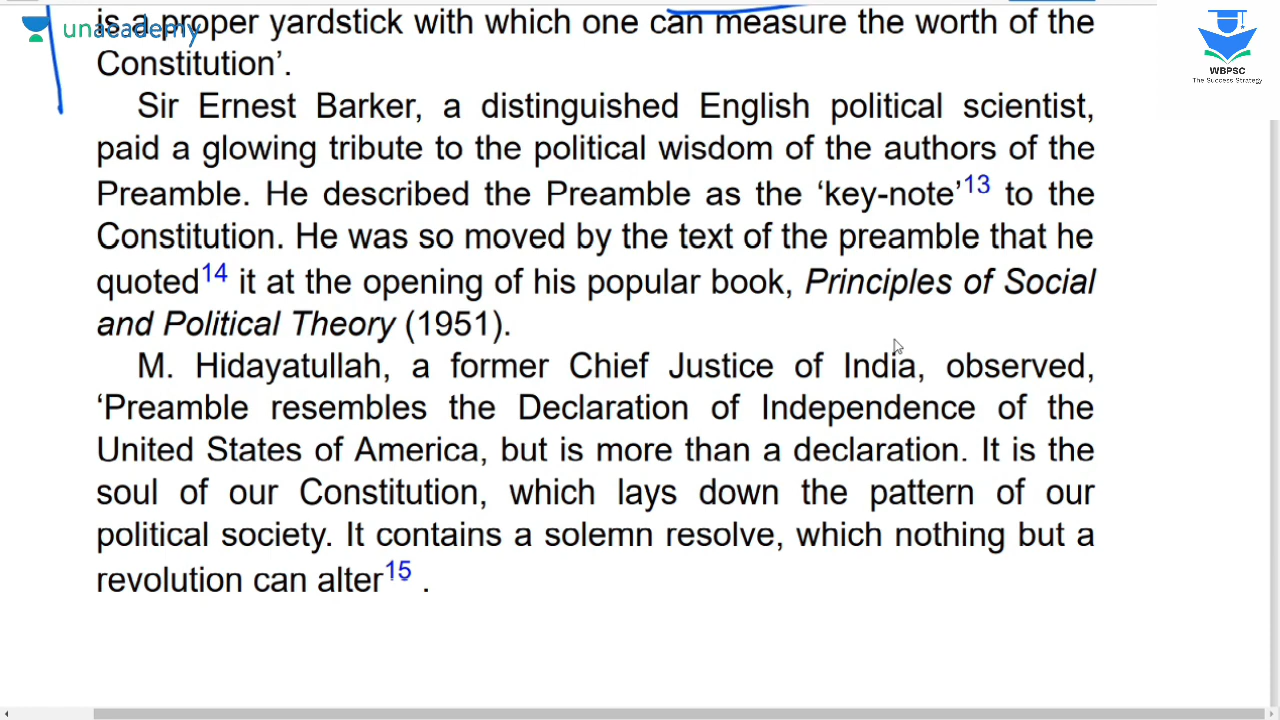 is a proper yardstick with which one can measure the worth of the
unacademy
Constitution’.
WBPSC
The Success Strategy
Sir Ernest Barker, a distinguished English political scientist,
paid a glowing tribute to the political wisdom of the authors of the
Preamble. He described the Preamble as the ‘key-note’13 to the
Constitution. He was so moved by the text of the preamble that he
quoted14 it at the opening of his popular book, Principles of Social
and Political Theory (1951).
M. Hidayatullah, a former Chief Justice of India, observed,
‘Preamble resembles the Declaration of Independence of the
United States of America, but is more than a declaration. It is the
soul of our Constitution, which lays down the pattern of our
political society. It contains a solemn resolve, which nothing but a
revolution can alter15 .